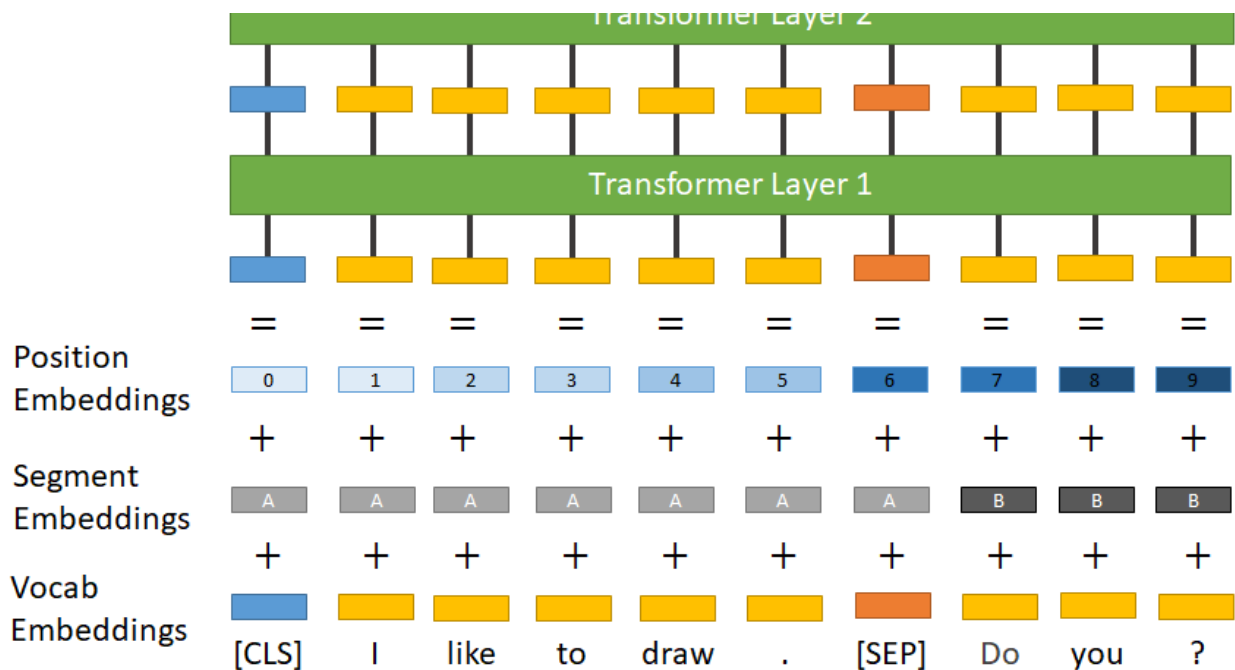 Transformer Layer 2
Transformer Layer 1
= = = = = = = = = =
Position
Embeddings
0 1 2 3 4 5 6 7 8 9
+ + + + + + + + + +
Segment
Embeddings
A A A A A A A B B B
+ + + + + + + + + +
Vocab
Embeddings
[CLS] I like to draw . [SEP] Do you ?